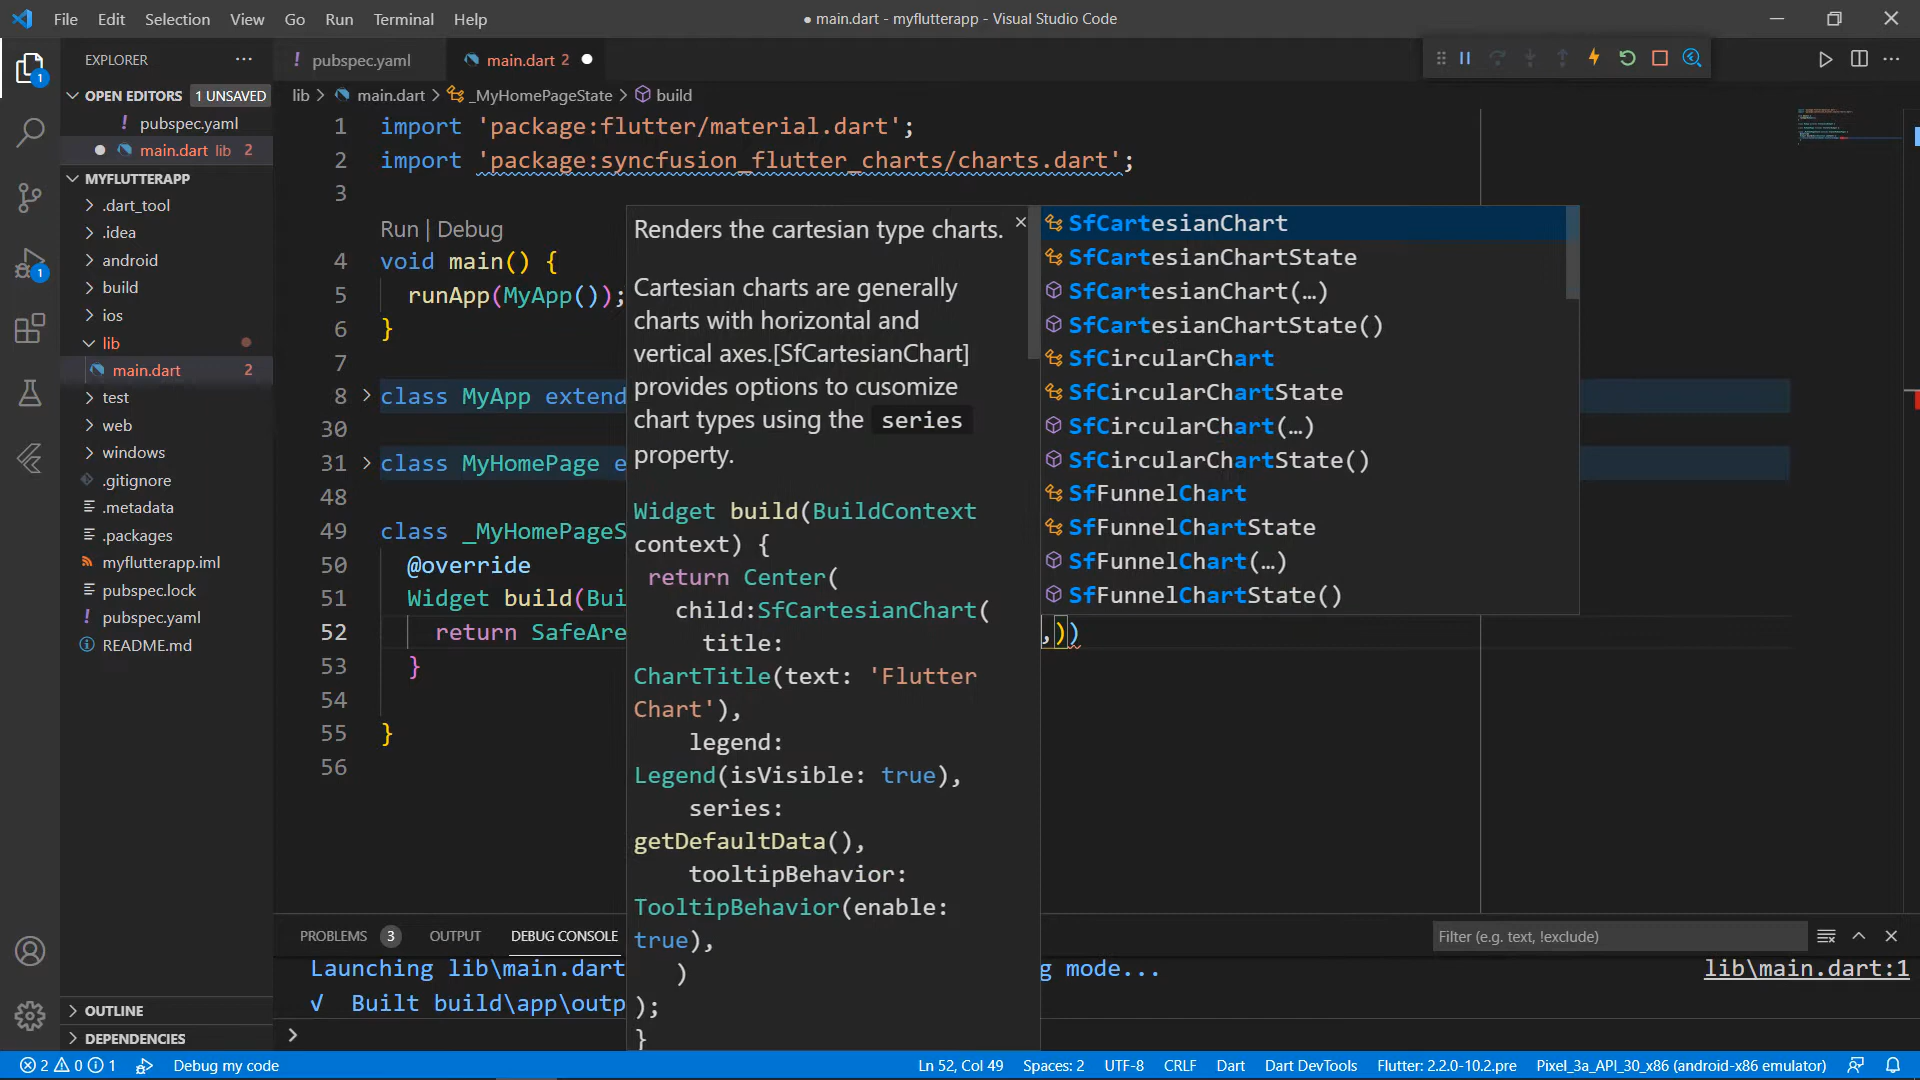 File Edit Selection View Go Run Terminal Help
● main.dart - myflutterapp - Visual Studio Code
EXPLORER
! pubspec.yaml
main.dart 2
OPEN EDITORS 1 UNSAVED
! pubspec.yaml
main.dart lib 2
MYFLUTTERAPP
.dart_tool
.idea
android
build
ios
lib
main.dart 2
test
web
windows
.gitignore
.metadata
.packages
myflutterapp.iml
pubspec.lock
! pubspec.yaml
README.md
OUTLINE
DEPENDENCIES
1
1
lib > main.dart > _MyHomePageState > build
1 import 'package:flutter/material.dart';
2 import 'package:syncfusion_flutter_charts/charts.dart';
3
Run | Debug
4 void main() {
5 runApp(MyApp());
6 }
7
8 class MyApp extend
30
31 class MyHomePage e
48
49 class _MyHomePageS
50 @override
51 Widget build(Bui
52 return SafeAre ,))
53 }
54
55 }
56
Renders the cartesian type charts.
Cartesian charts are generally
charts with horizontal and
vertical axes.[SfCartesianChart]
provides options to cusomize
chart types using the series
property.
Widget build(BuildContext
context) {
return Center(
child:SfCartesianChart(
title:
ChartTitle(text: 'Flutter
Chart'),
legend:
Legend(isVisible: true),
series:
getDefaultData(),
tooltipBehavior:
TooltipBehavior(enable:
true),
)
);
}
SfCartesianChart
SfCartesianChartState
SfCartesianChart(…)
SfCartesianChartState()
SfCircularChart
SfCircularChartState
SfCircularChart(…)
SfCircularChartState()
SfFunnelChart
SfFunnelChartState
SfFunnelChart(…)
SfFunnelChartState()
PROBLEMS 3 OUTPUT DEBUG CONSOLE
Filter (e.g. text, !exclude)
Launching lib\main.dart g mode... lib\main.dart:1
√ Built build\app\outp
>
2 0 1 Debug my code
Ln 52, Col 49 Spaces: 2 UTF-8 CRLF Dart Dart DevTools Flutter: 2.2.0-10.2.pre Pixel_3a_API_30_x86 (android-x86 emulator)